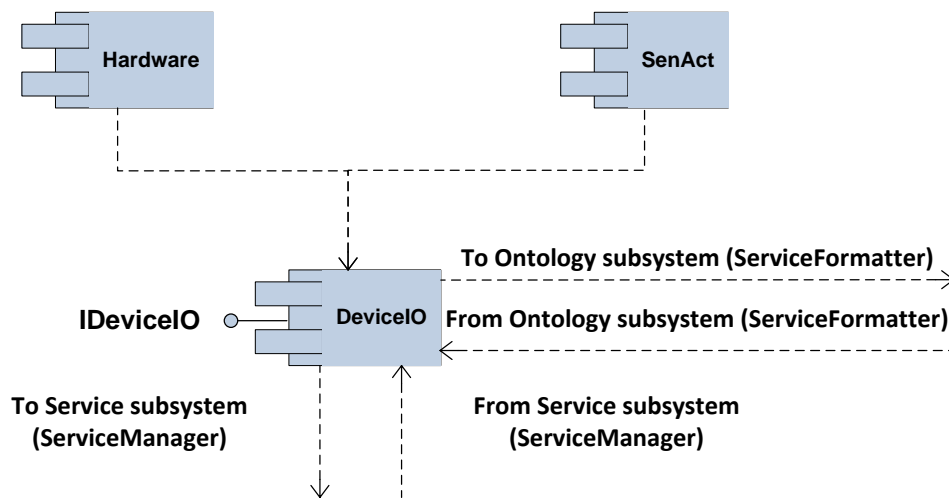 Hardware
SenAct
To Ontology subsystem (ServiceFormatter)
IDeviceIO
DeviceIO
From Ontology subsystem (ServiceFormatter)
To Service subsystem
(ServiceManager)
From Service subsystem
(ServiceManager)